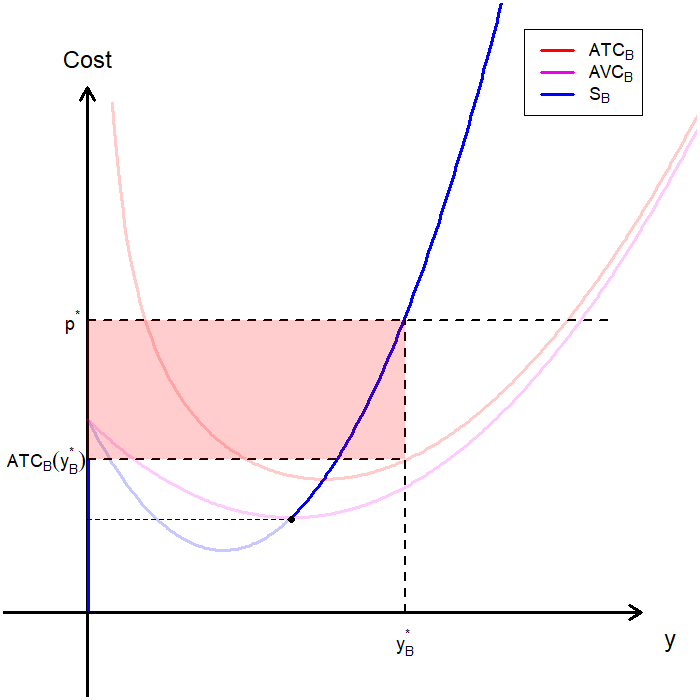 Cost
ATC_B
AVC_B
S_B
p*
ATC_B(y*_B)
y*_B
y